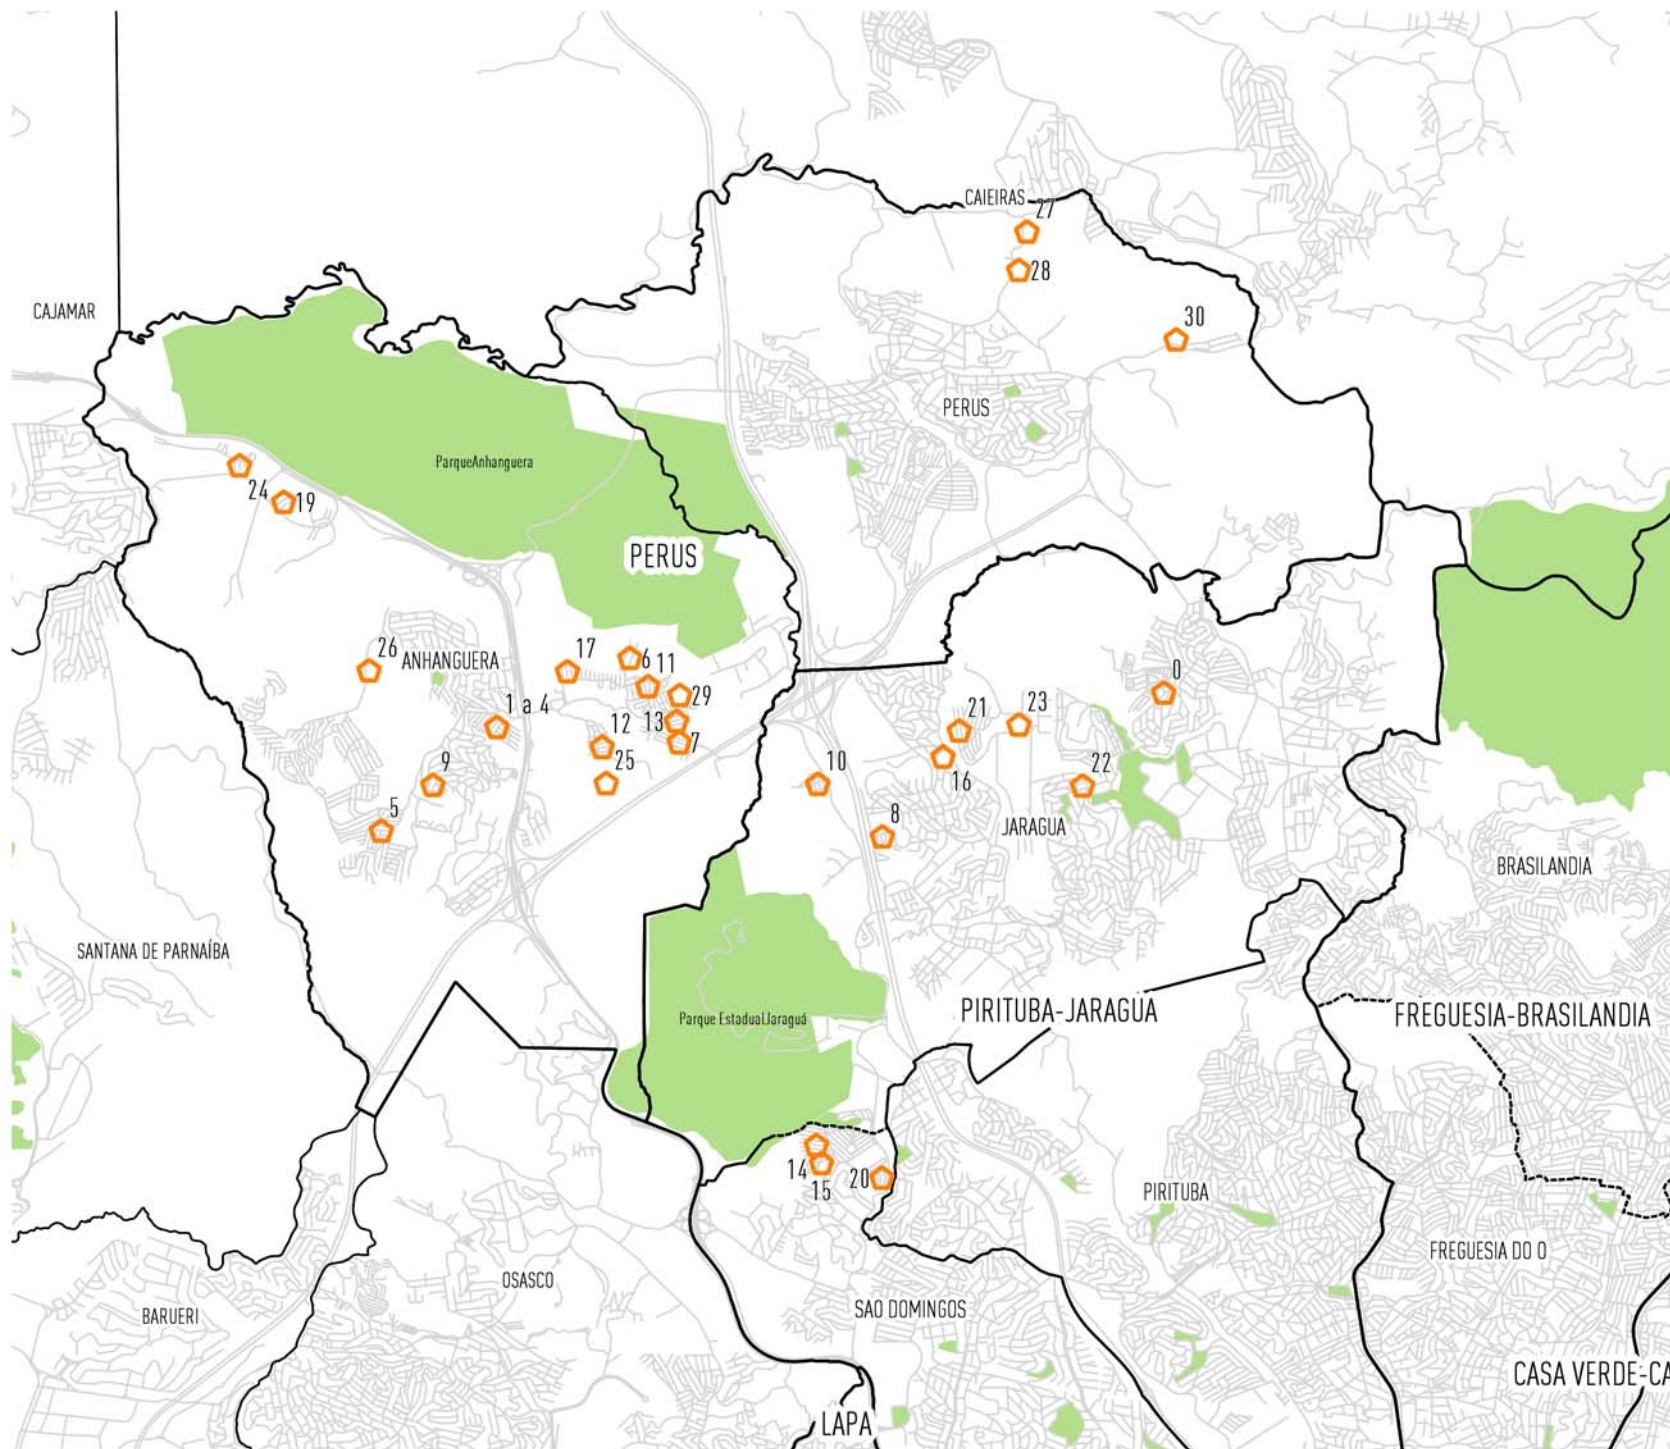 CAIEIRAS
27
28
CAJAMAR
30
PERUS
ParqueAnhanguera
24
19
PERUS
26
ANHANGUERA
17
6
11
29
0
1 a 4
12
13
7
21
23
25
10
16
22
9
5
8
JARAGUA
BRASILANDIA
SANTANA DE PARNAÍBA
PIRITUBA-JARAGUA
FREGUESIA-BRASILANDIA
Parque EstadualJaraguá
14
15
20
PIRITUBA
FREGUESIA DO O
OSASCO
SAO DOMINGOS
BARUERI
CASA VERDE-CA
LAPA